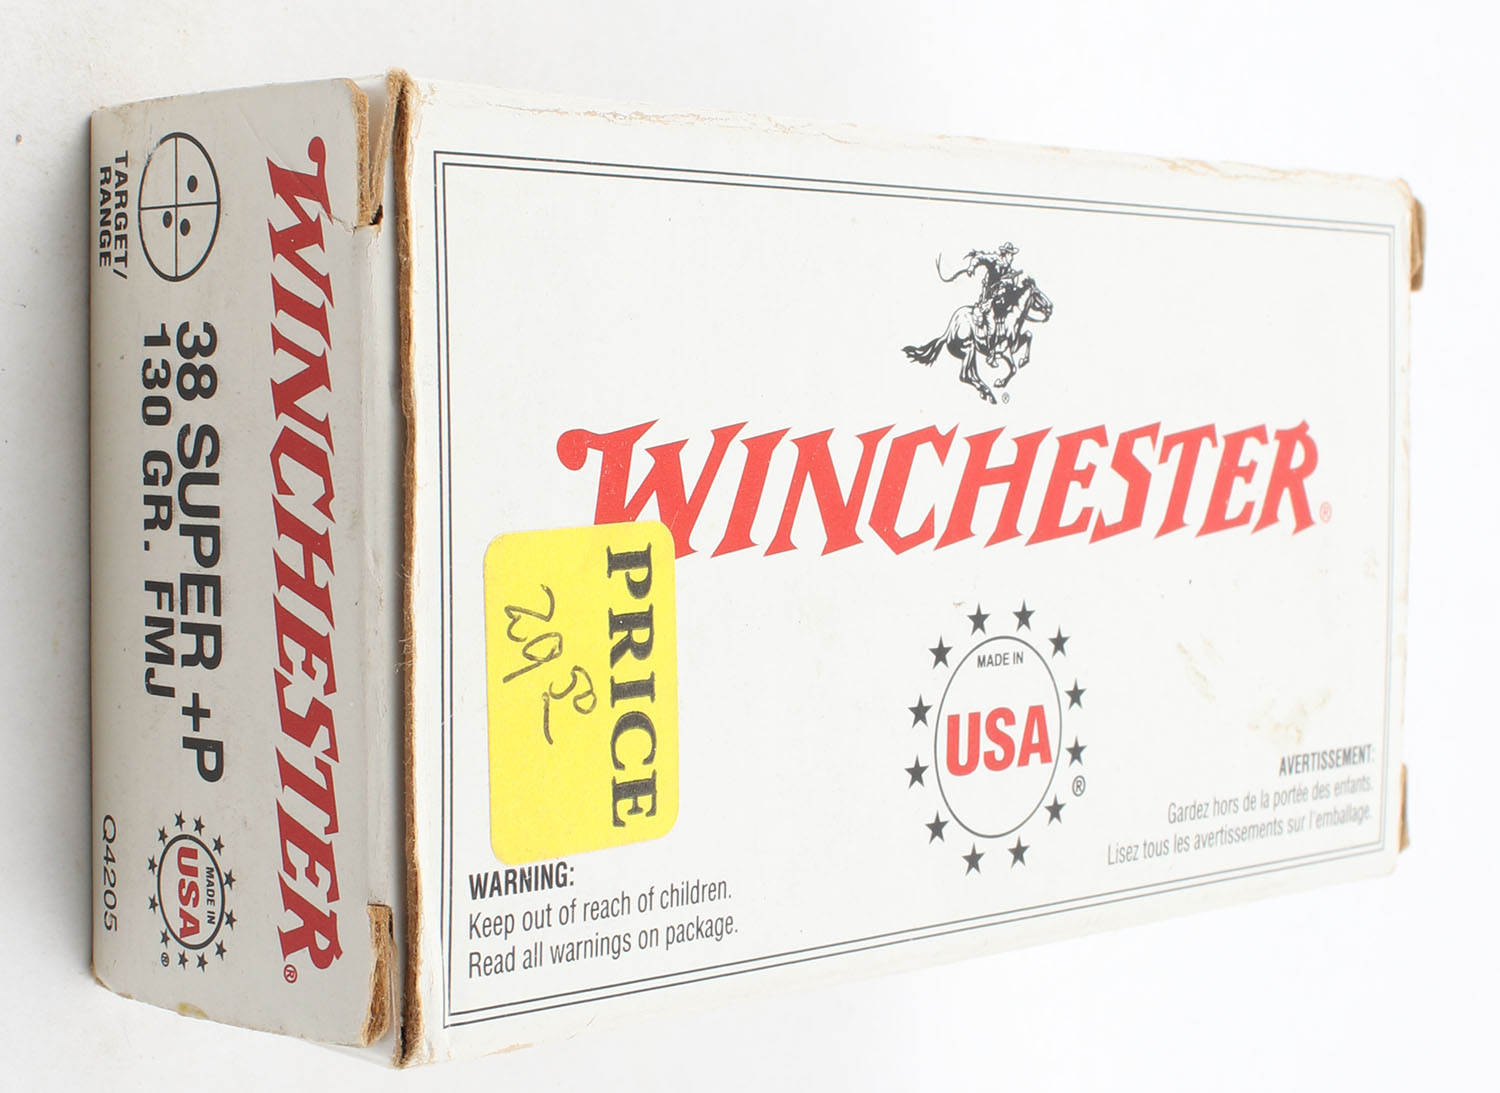 WINCHESTER®
38 SUPER +P
130 GR. FMJ
TARGET/
RANGE
MADE IN
USA
®
Q4205
®
WINCHESTER®
PRICE
29 50
MADE IN
USA
®
WARNING:
Keep out of reach of children.
Read all warnings on package.
AVERTISSEMENT:
Gardez hors de la portée des enfants.
Lisez tous les avertissements sur l'emballage.